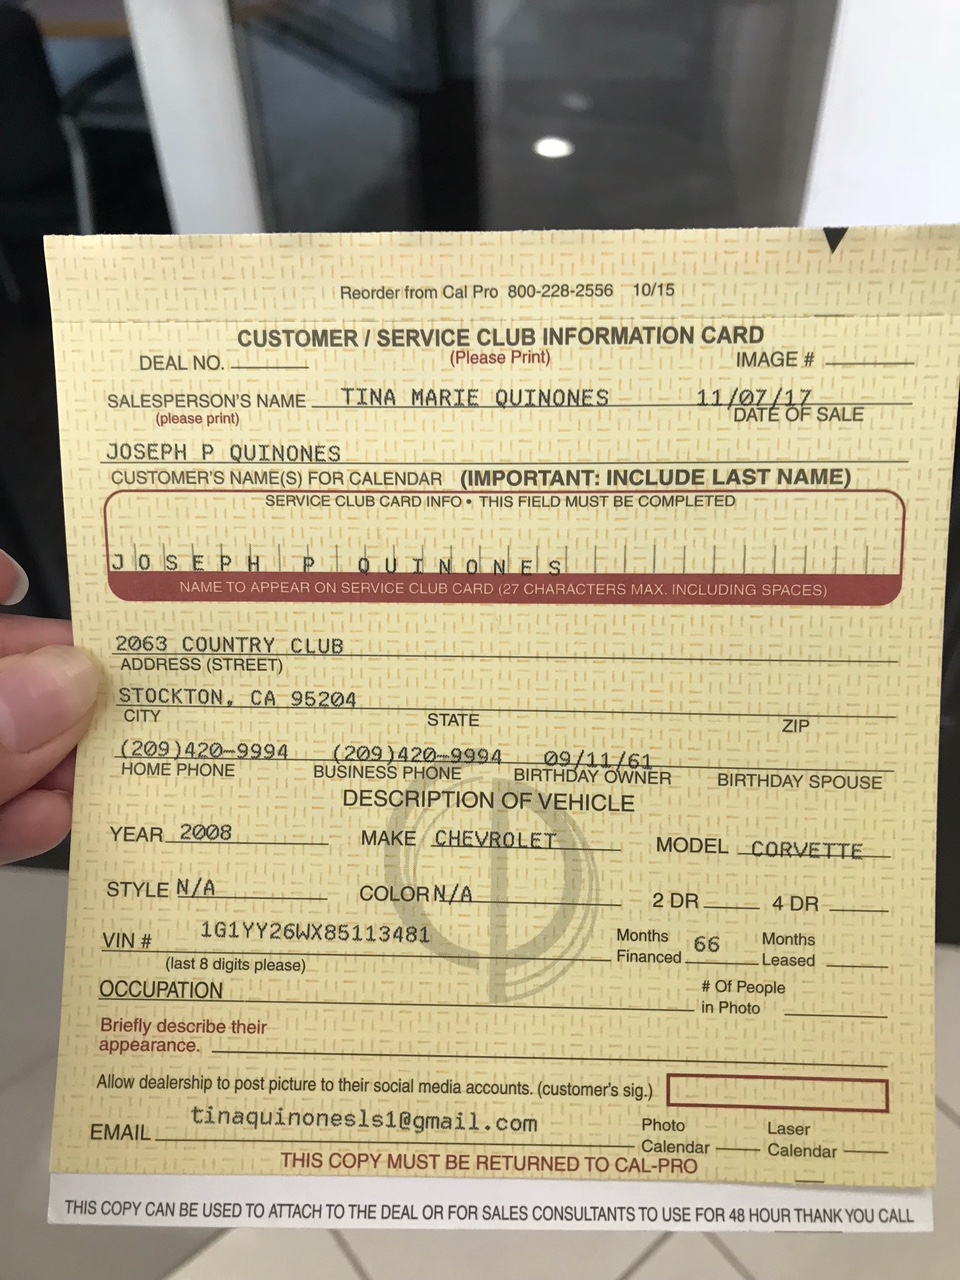 Reorder from Cal Pro 800-228-2556 10/15
CUSTOMER / SERVICE CLUB INFORMATION CARD
DEAL NO. (Please Print) IMAGE #
SALESPERSON'S NAME TINA MARIE QUINONES 11/07/17
(please print) DATE OF SALE
JOSEPH P QUINONES
CUSTOMER'S NAME(S) FOR CALENDAR (IMPORTANT: INCLUDE LAST NAME)
SERVICE CLUB CARD INFO • THIS FIELD MUST BE COMPLETED
JOSEPH P QUINONES
NAME TO APPEAR ON SERVICE CLUB CARD (27 CHARACTERS MAX. INCLUDING SPACES)
2063 COUNTRY CLUB
ADDRESS (STREET)
STOCKTON, CA 95204
CITY STATE ZIP
(209)420-9994 (209)420-9994 09/11/61
HOME PHONE BUSINESS PHONE BIRTHDAY OWNER BIRTHDAY SPOUSE
DESCRIPTION OF VEHICLE
YEAR 2008 MAKE CHEVROLET MODEL CORVETTE
STYLE N/A COLOR N/A 2 DR 4 DR
VIN # 1G1YY26WX85113481 Months Financed 66 Months Leased
(last 8 digits please)
OCCUPATION # Of People in Photo
Briefly describe their
appearance.
Allow dealership to post picture to their social media accounts. (customer's sig.)
EMAIL tinaquinonesls1@gmail.com Photo Calendar Laser Calendar
THIS COPY MUST BE RETURNED TO CAL-PRO
THIS COPY CAN BE USED TO ATTACH TO THE DEAL OR FOR SALES CONSULTANTS TO USE FOR 48 HOUR THANK YOU CALL